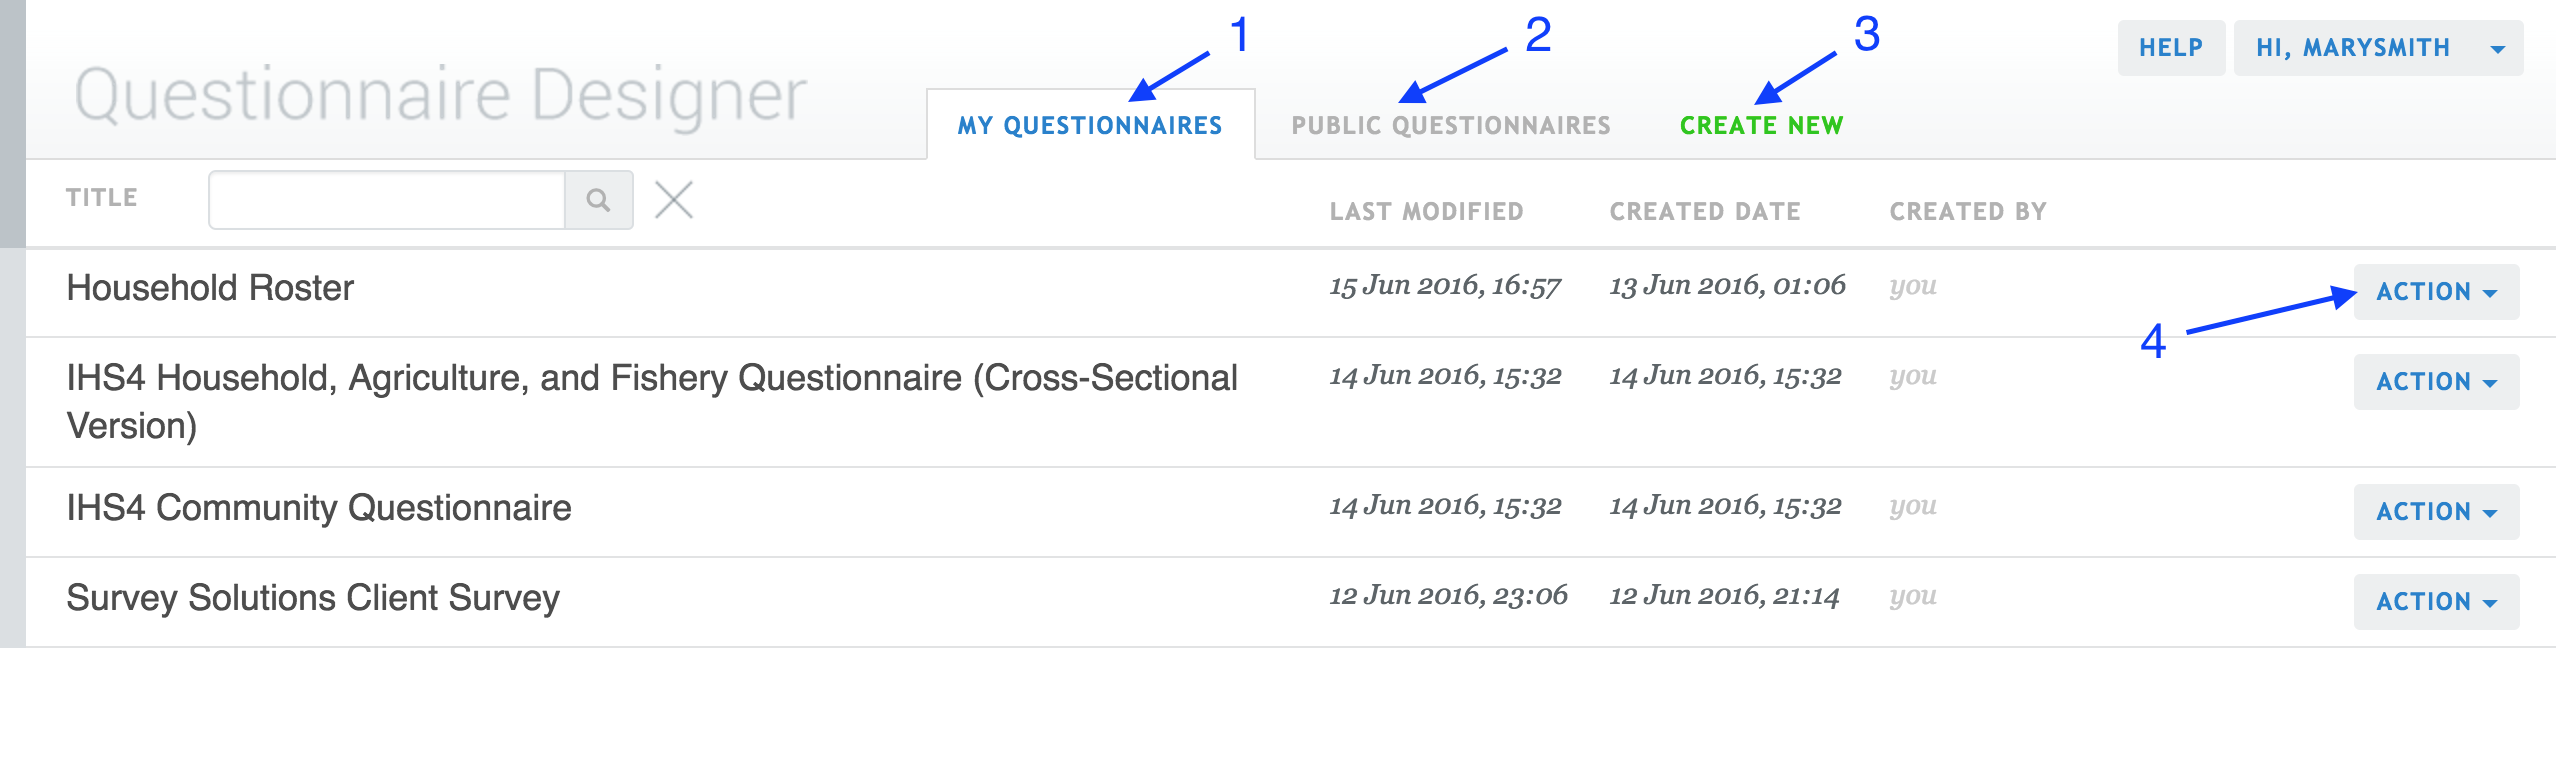 1
2
3
HELP
HI, MARYSMITH
Questionnaire Designer
MY QUESTIONNAIRES
PUBLIC QUESTIONNAIRES
CREATE NEW
TITLE
LAST MODIFIED
CREATED DATE
CREATED BY
Household Roster
15 Jun 2016, 16:57
13 Jun 2016, 01:06
you
ACTION
4
IHS4 Household, Agriculture, and Fishery Questionnaire (Cross-Sectional
Version)
14 Jun 2016, 15:32
14 Jun 2016, 15:32
you
ACTION
IHS4 Community Questionnaire
14 Jun 2016, 15:32
14 Jun 2016, 15:32
you
ACTION
Survey Solutions Client Survey
12 Jun 2016, 23:06
12 Jun 2016, 21:14
you
ACTION